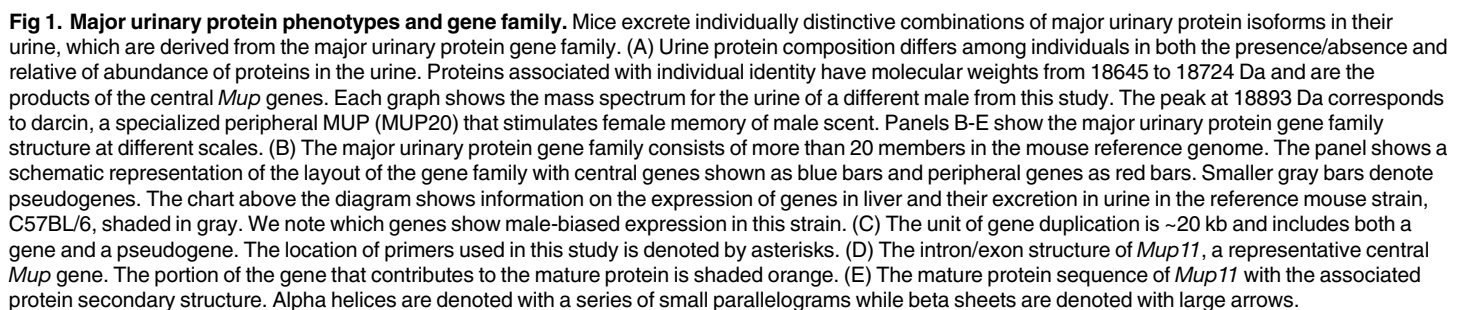 Fig 1. Major urinary protein phenotypes and gene family. Mice excrete individually distinctive combinations of major urinary protein isoforms in their
urine, which are derived from the major urinary protein gene family. (A) Urine protein composition differs among individuals in both the presence/absence and
relative of abundance of proteins in the urine. Proteins associated with individual identity have molecular weights from 18645 to 18724 Da and are the
products of the central Mup genes. Each graph shows the mass spectrum for the urine of a different male from this study. The peak at 18893 Da corresponds
to darcin, a specialized peripheral MUP (MUP20) that stimulates female memory of male scent. Panels B-E show the major urinary protein gene family
structure at different scales. (B) The major urinary protein gene family consists of more than 20 members in the mouse reference genome. The panel shows a
schematic representation of the layout of the gene family with central genes shown as blue bars and peripheral genes as red bars. Smaller gray bars denote
pseudogenes. The chart above the diagram shows information on the expression of genes in liver and their excretion in urine in the reference mouse strain,
C57BL/6, shaded in gray. We note which genes show male-biased expression in this strain. (C) The unit of gene duplication is ~20 kb and includes both a
gene and a pseudogene. The location of primers used in this study is denoted by asterisks. (D) The intron/exon structure of Mup11, a representative central
Mup gene. The portion of the gene that contributes to the mature protein is shaded orange. (E) The mature protein sequence of Mup11 with the associated
protein secondary structure. Alpha helices are denoted with a series of small parallelograms while beta sheets are denoted with large arrows.